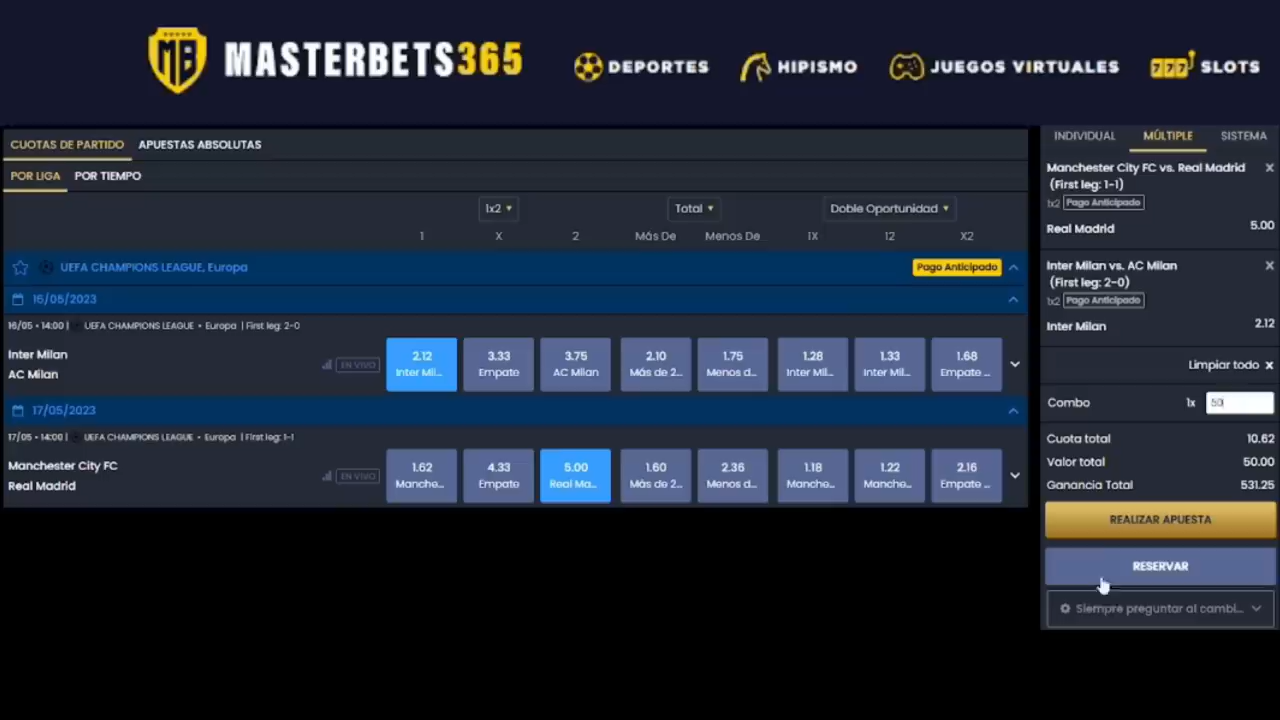 MB
MASTERBETS365
DEPORTES
HIPISMO
JUEGOS VIRTUALES
777 SLOTS
CUOTAS DE PARTIDO APUESTAS ABSOLUTAS
POR LIGA POR TIEMPO
1x2 Total Doble Oportunidad
1 X 2 Más De Menos De 1X 12 X2
UEFA CHAMPIONS LEAGUE, Europa Pago Anticipado
16/05/2023
16/05 • 14:00 | UEFA CHAMPIONS LEAGUE • Europa | First leg: 2-0
Inter Milan
AC Milan
EN VIVO
2.12 3.33 3.75 2.10 1.75 1.28 1.33 1.68
Inter Mil... Empate AC Milan Más de 2... Menos d... Inter Mil... Inter Mil... Empate ...
17/05/2023
17/05 • 14:00 | UEFA CHAMPIONS LEAGUE • Europa | First leg: 1-1
Manchester City FC
Real Madrid
EN VIVO
1.62 4.33 5.00 1.60 2.36 1.18 1.22 2.16
Manche... Empate Real Ma... Más de 2... Menos d... Manche... Manche... Empate ...
INDIVIDUAL MÚLTIPLE SISTEMA
Manchester City FC vs. Real Madrid
(First leg: 1-1)
1x2 Pago Anticipado
Real Madrid 5.00
Inter Milan vs. AC Milan
(First leg: 2-0)
1x2 Pago Anticipado
Inter Milan 2.12
Limpiar todo
Combo 1x 50
Cuota total 10.62
Valor total 50.00
Ganancia Total 531.25
REALIZAR APUESTA
RESERVAR
Siempre preguntar al cambi...